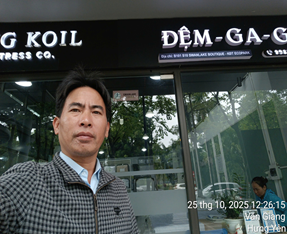 G KOIL
TRESS CO.
ĐỆM-GA-G
25 thg 10, 2025 12:26:15
Văn Giang
Hưng Yên